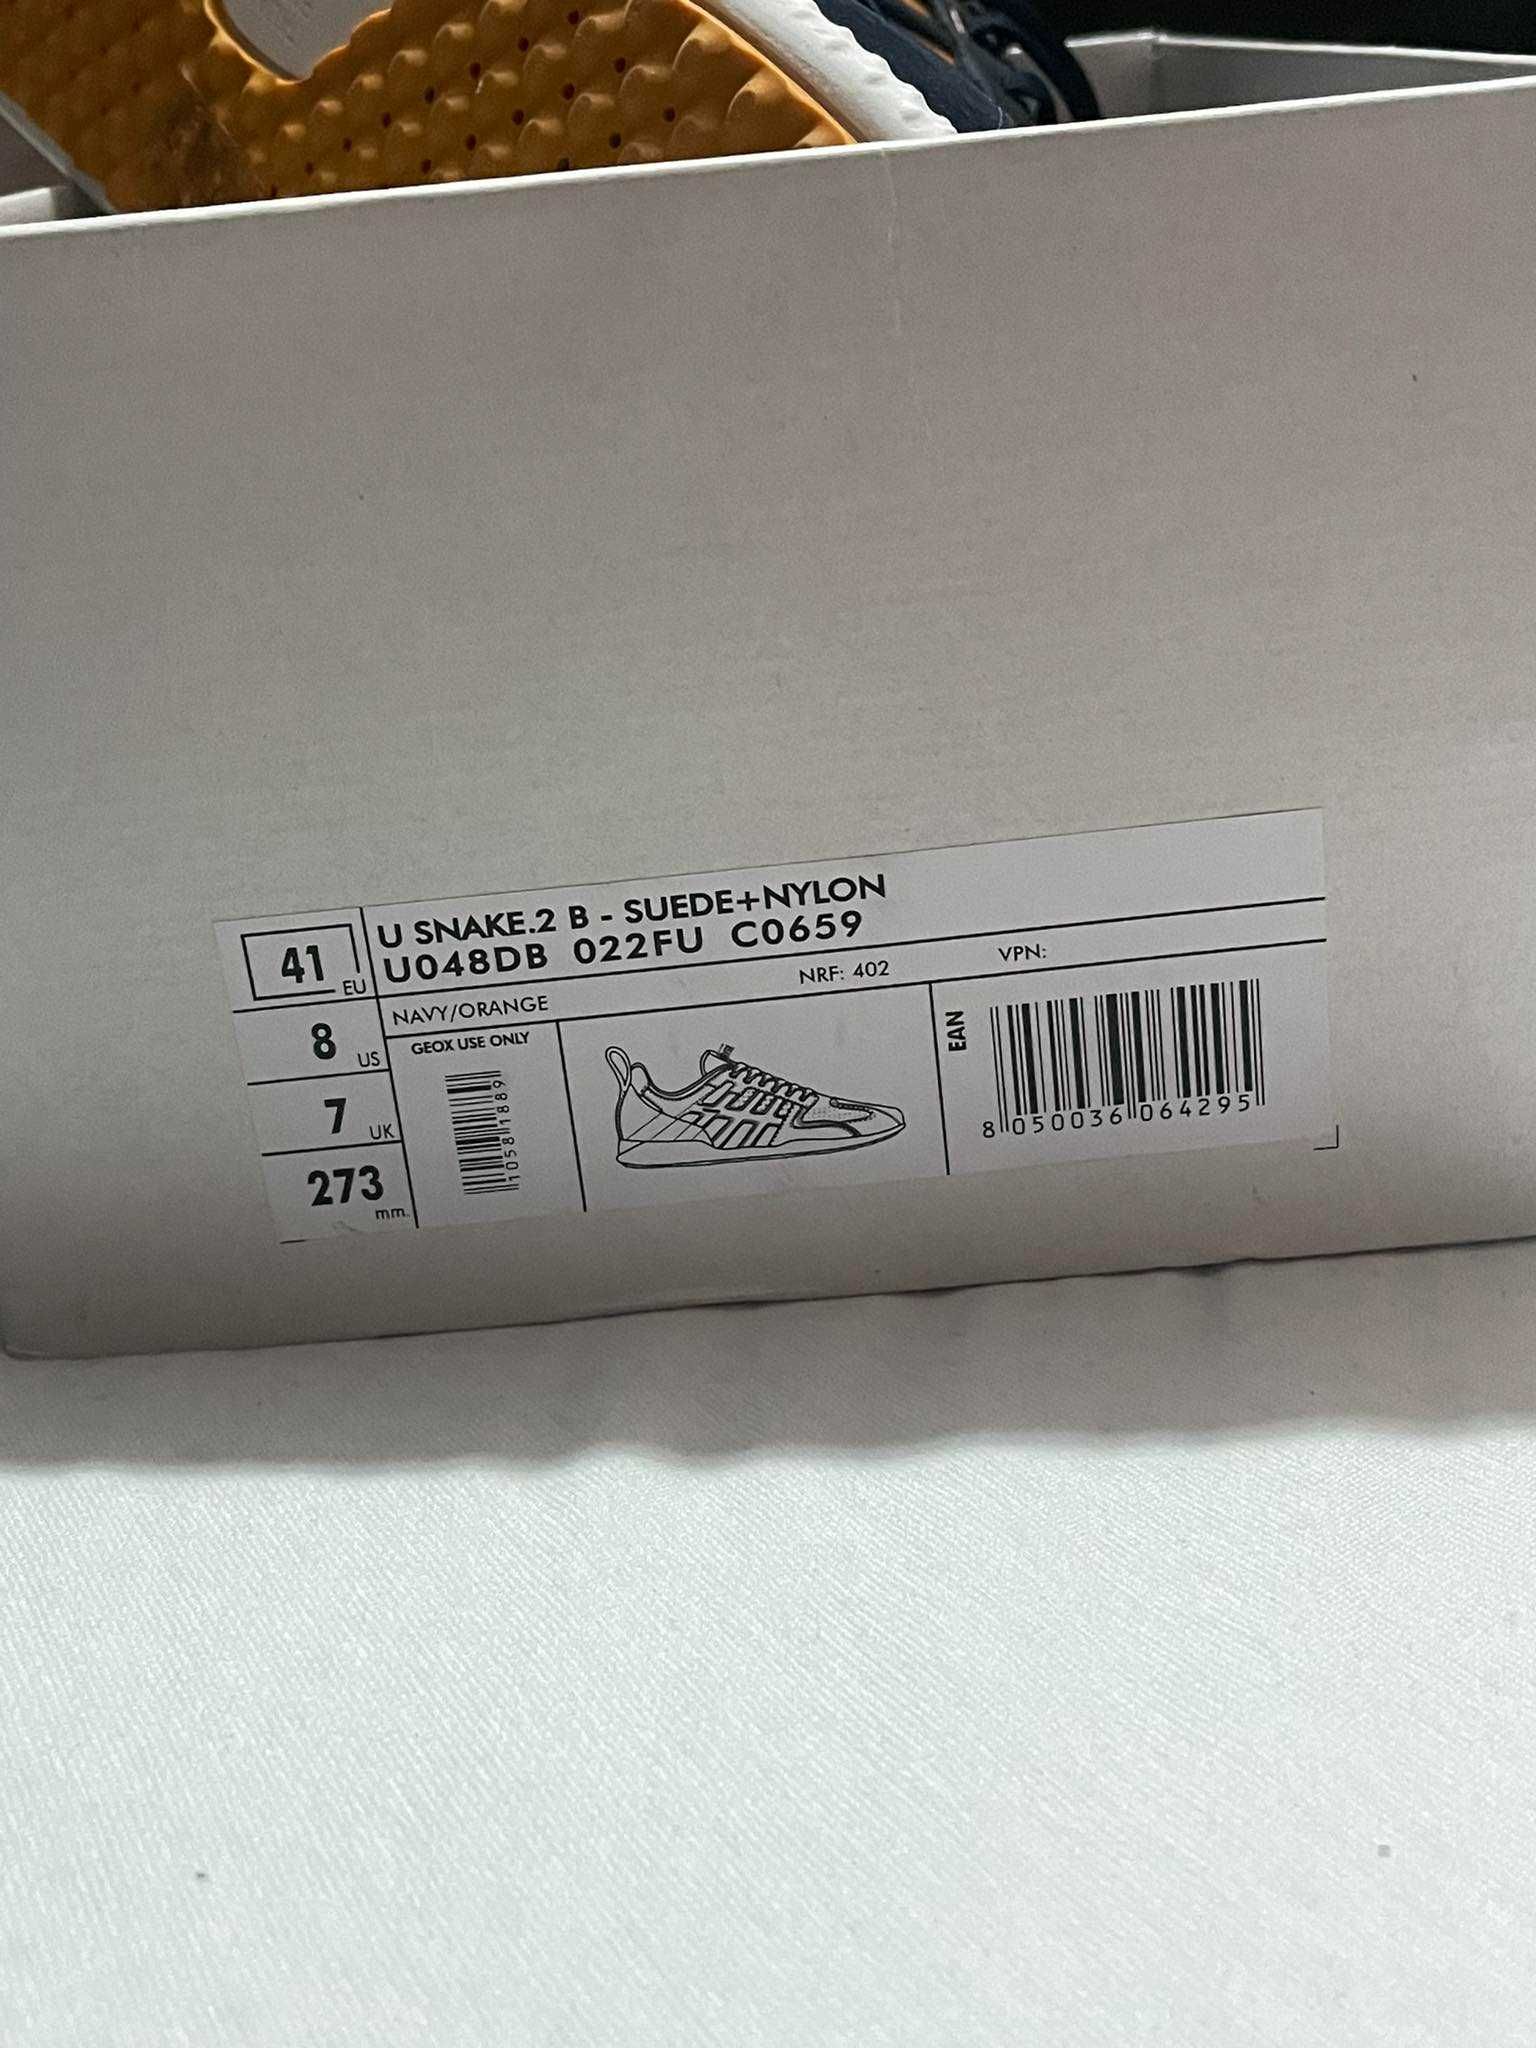 41 EU
8 US
7 UK
273 mm.
U SNAKE.2 B - SUEDE+NYLON
U048DB 022FU C0659
NAVY/ORANGE NRF: 402 VPN:
GEOX USE ONLY
1058118891
EAN
8 050036 064295